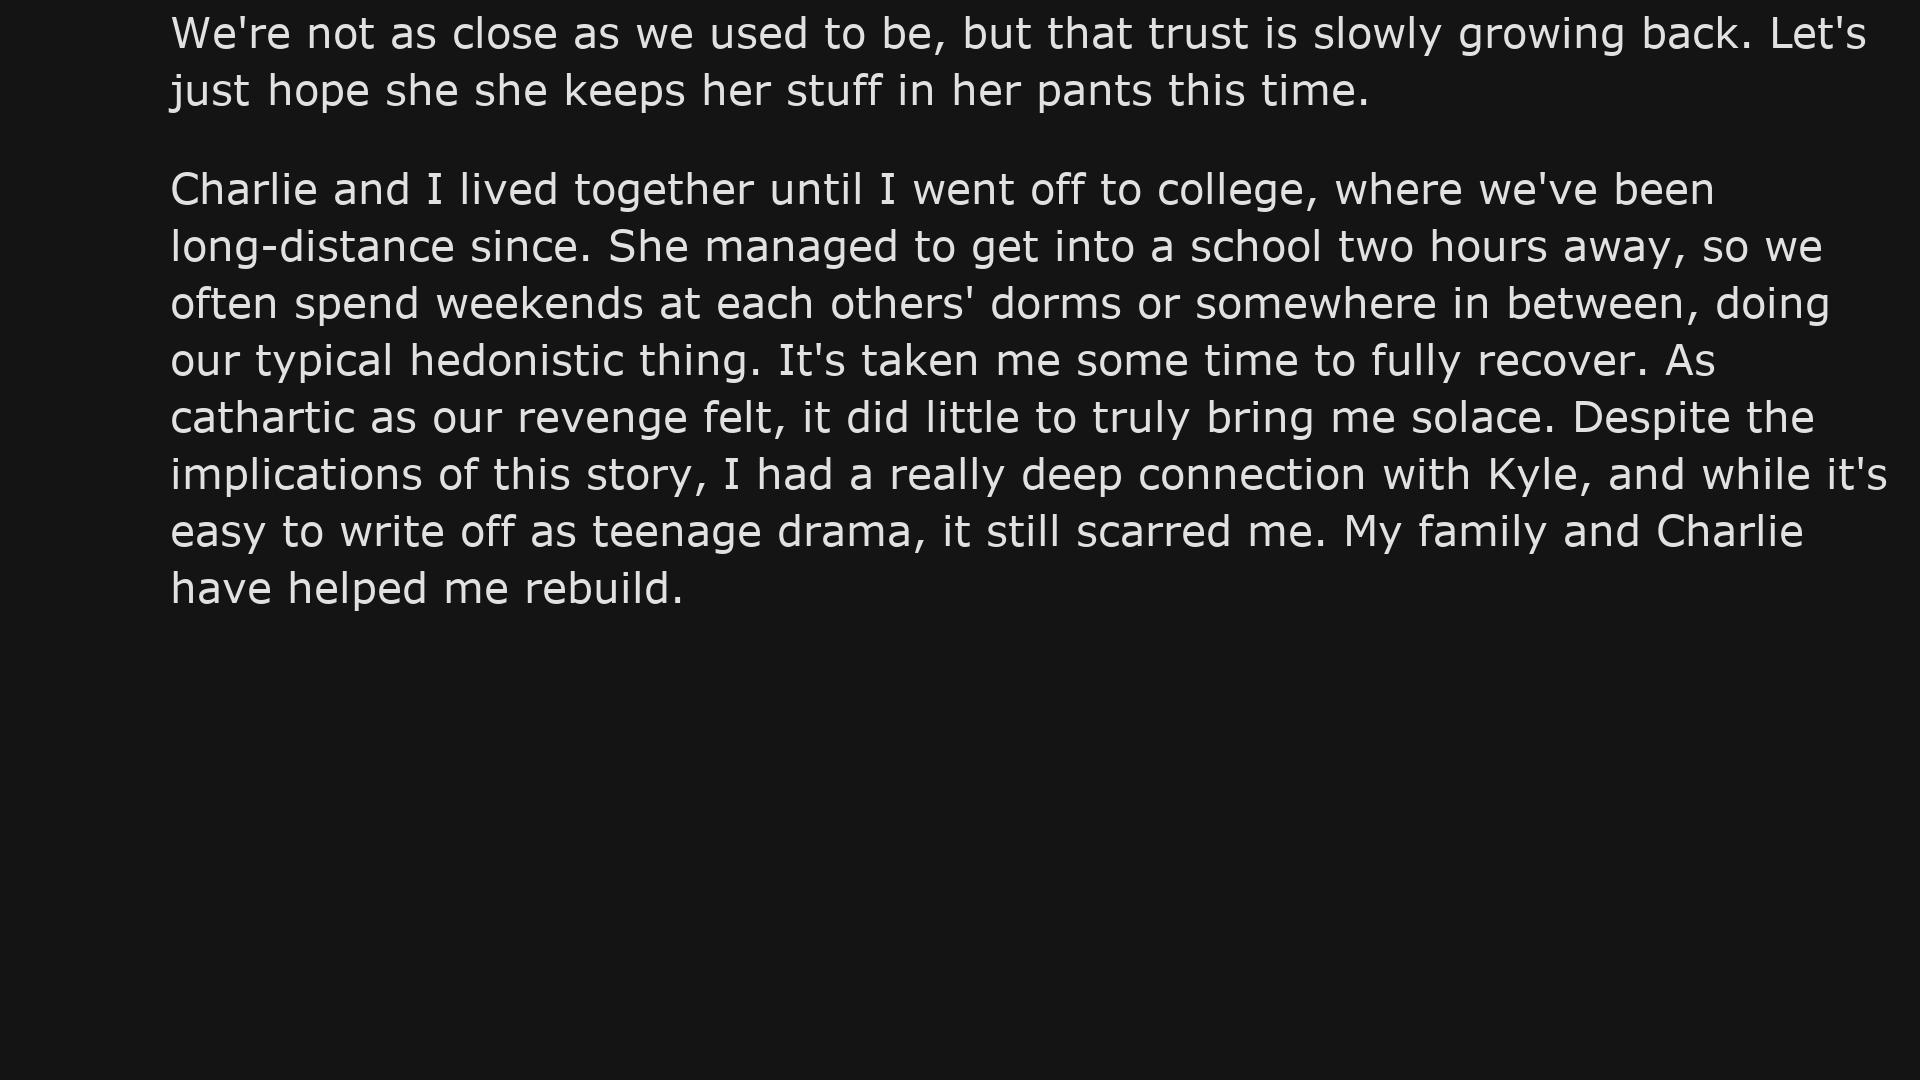 We're not as close as we used to be, but that trust is slowly growing back. Let's
just hope she she keeps her stuff in her pants this time.
Charlie and I lived together until I went off to college, where we've been
long-distance since. She managed to get into a school two hours away, so we
often spend weekends at each others' dorms or somewhere in between, doing
our typical hedonistic thing. It's taken me some time to fully recover. As
cathartic as our revenge felt, it did little to truly bring me solace. Despite the
implications of this story, I had a really deep connection with Kyle, and while it's
easy to write off as teenage drama, it still scarred me. My family and Charlie
have helped me rebuild.